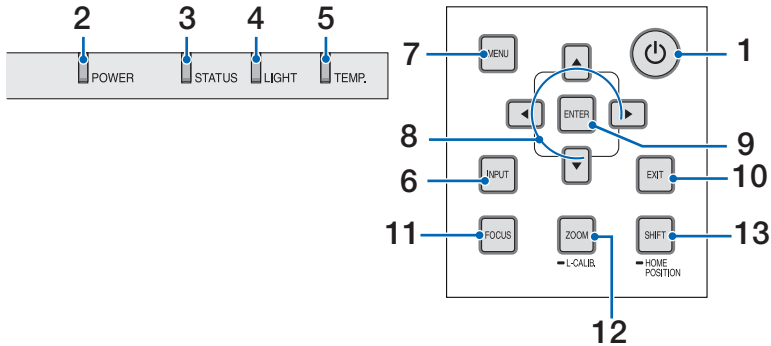 2 3 4 5
POWER STATUS LIGHT TEMP.
7 MENU 1
8 ENTER 9
6 INPUT EXIT 10
11 FOCUS ZOOM SHIFT 13
L-CALIB. HOME
POSITION
12